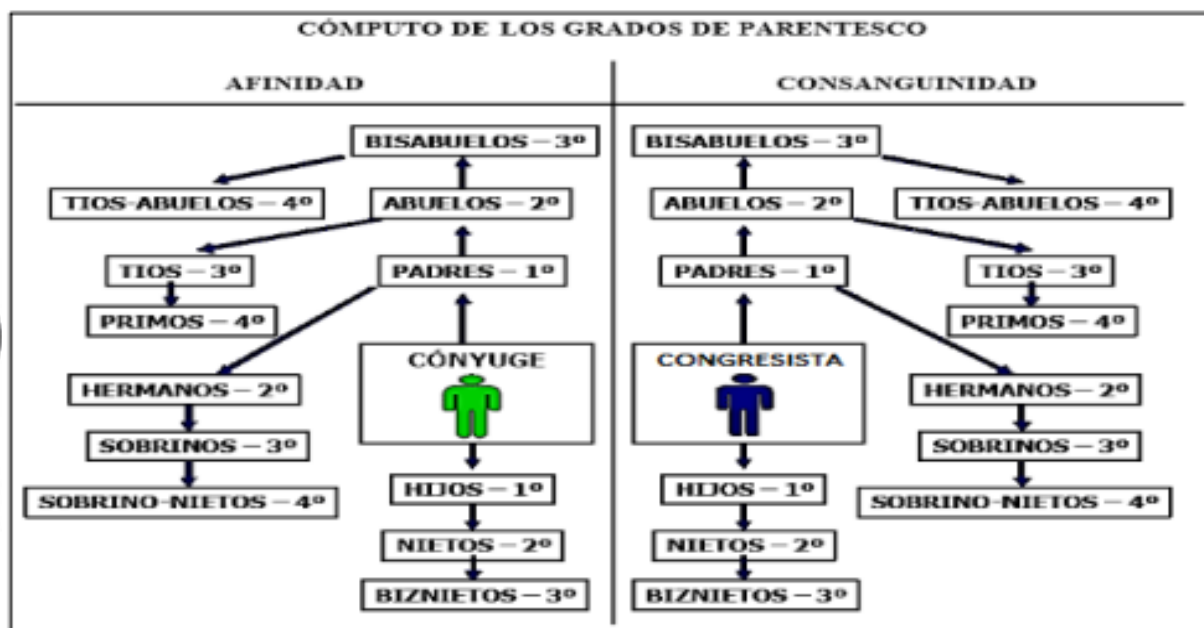 CÓMPUTO DE LOS GRADOS DE PARENTESCO
AFINIDAD
BISABUELOS – 3º
TIOS-ABUELOS – 4º
ABUELOS – 2º
TIOS – 3º
PADRES – 1º
PRIMOS – 4º
CÓNYUGE
HERMANOS – 2º
SOBRINOS – 3º
SOBRINO-NIETOS – 4º
HIJOS – 1º
NIETOS – 2º
BIZNIETOS – 3º
CONSANGUINIDAD
BISABUELOS – 3º
ABUELOS – 2º
TIOS-ABUELOS – 4º
PADRES – 1º
TIOS – 3º
PRIMOS – 4º
CONGRESISTA
HERMANOS – 2º
SOBRINOS – 3º
SOBRINO-NIETOS – 4º
HIJOS – 1º
NIETOS – 2º
BIZNIETOS – 3º